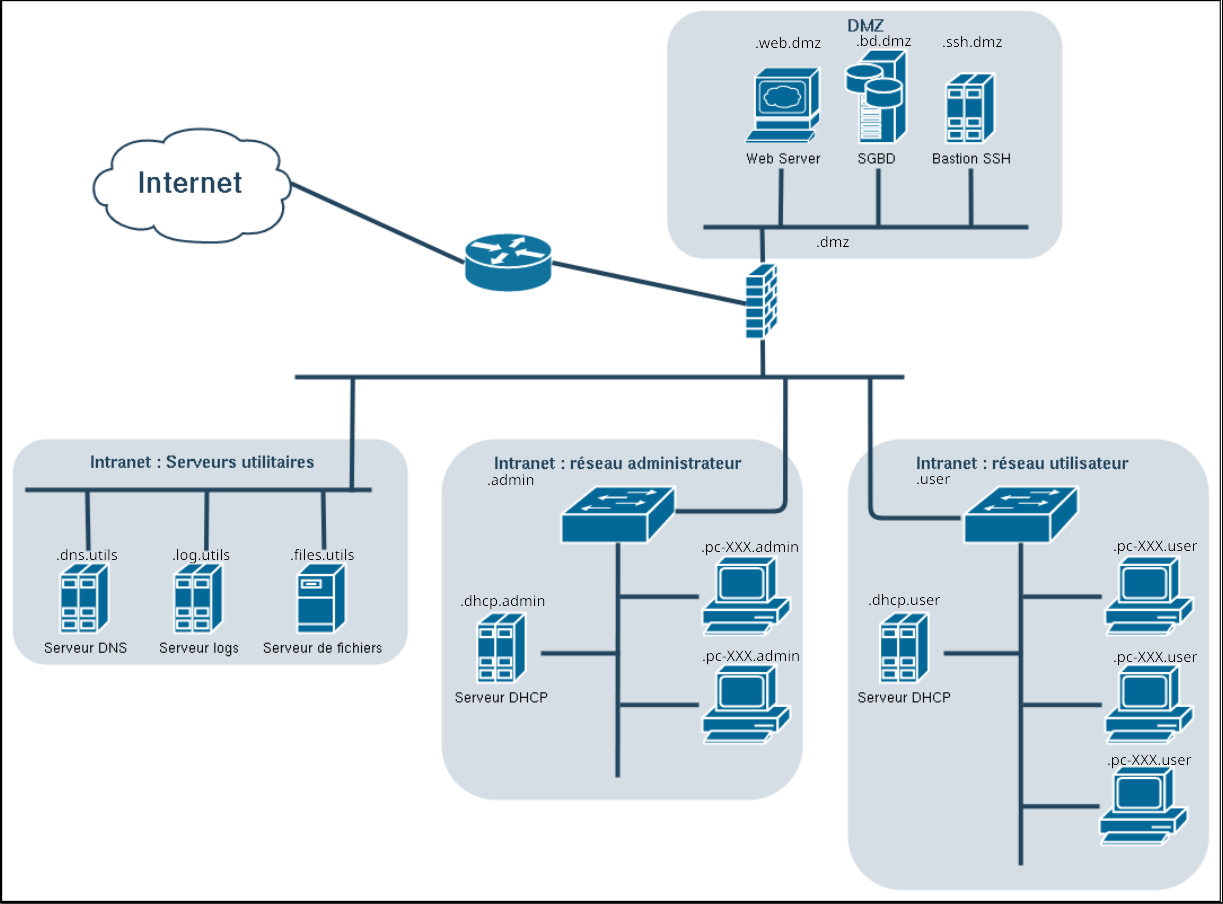 DMZ
.web.dmz
.bd.dmz
.ssh.dmz
Web Server
SGBD
Bastion SSH
.dmz
Internet
Intranet : Serveurs utilitaires
.dns.utils
.log.utils
.files.utils
Serveur DNS
Serveur logs
Serveur de fichiers
Intranet : réseau administrateur
.admin
.pc-XXX.admin
.dhcp.admin
.pc-XXX.admin
Serveur DHCP
Intranet : réseau utilisateur
.user
.pc-XXX.user
.dhcp.user
.pc-XXX.user
Serveur DHCP
.pc-XXX.user